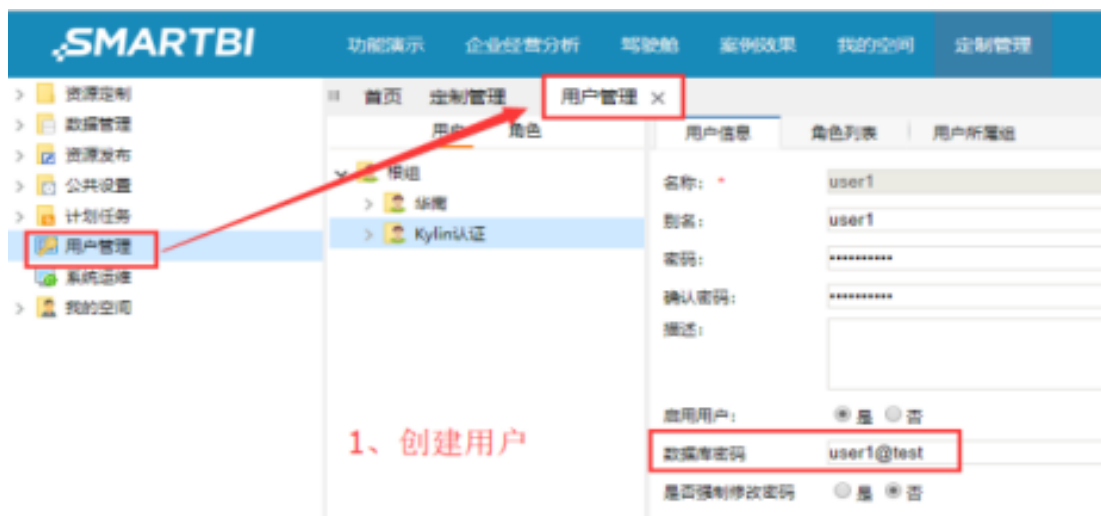 SMARTBI 功能演示 企业经营分析 驾驶舱 案例效果 我的空间 定制管理
资源定制
数据管理
资源发布
公共设置
计划任务
用户管理
系统运维
我的空间
首页 定制管理 用户管理 ×
用户 角色
根组
华南
Kylin认证
1、创建用户
用户信息 角色列表 用户所属组
名称: * user1
别名: user1
密码: ••••••••••
确认密码: ••••••••••
描述:
启用用户: 是 否
数据库密码 user1@test
是否强制修改密码 是 否